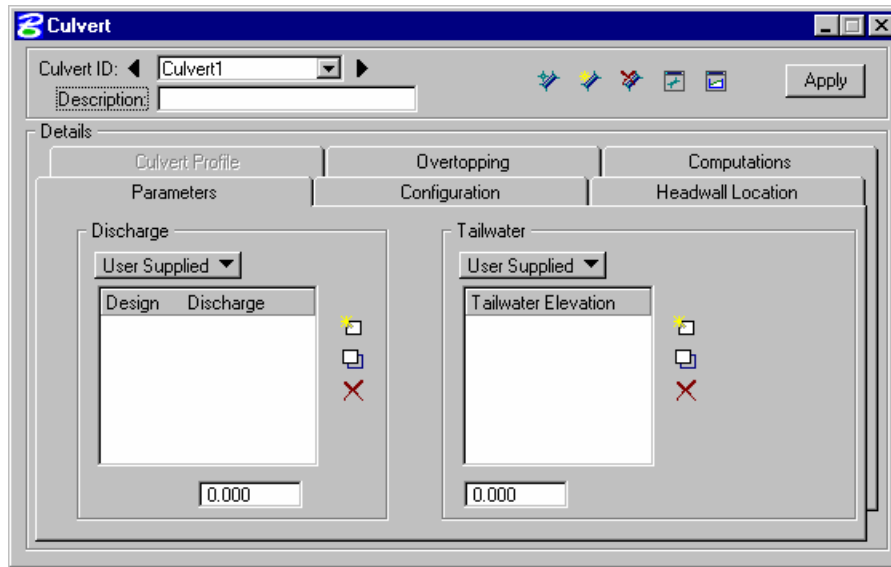 Culvert
Culvert ID: Culvert1
Description:
Apply
Details
Culvert Profile Overtopping Computations
Parameters Configuration Headwall Location
Discharge Tailwater
User Supplied User Supplied
Design Discharge Tailwater Elevation
0.000 0.000